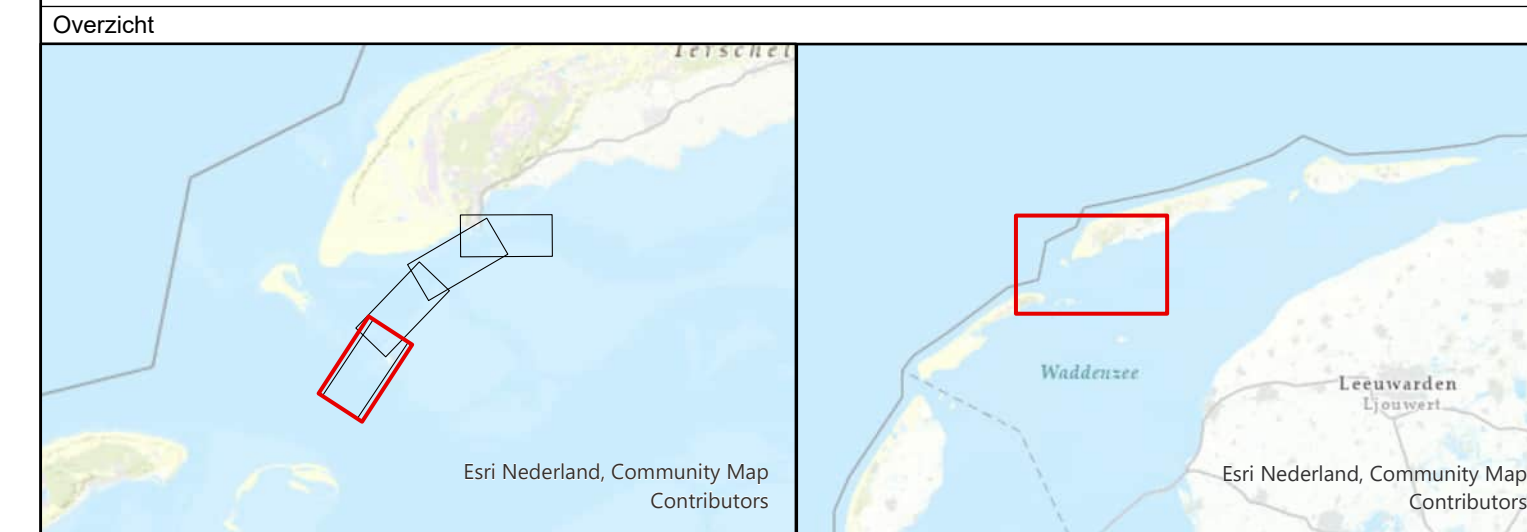 Overzicht
Esri Nederland, Community Map
Contributors
Waddenzee
Leeuwarden
Ljouwert
Esri Nederland, Community Map
Contributors